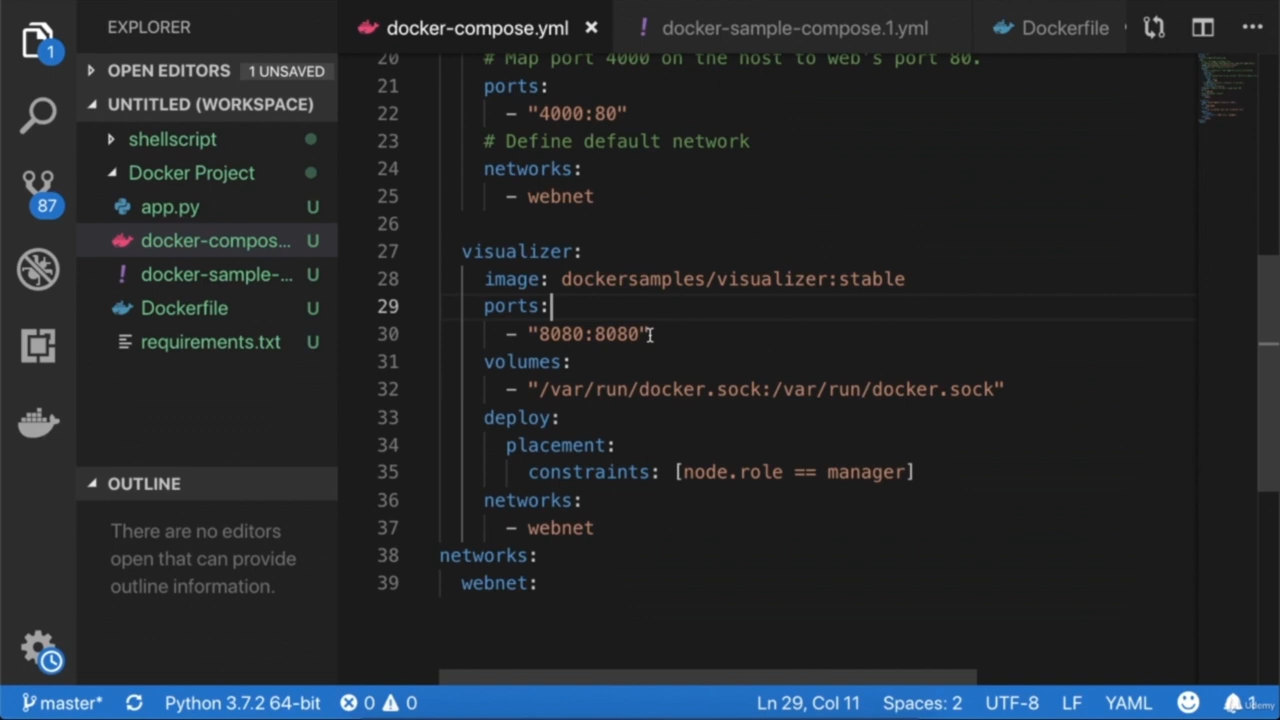 EXPLORER
docker-compose.yml
docker-sample-compose.1.yml
Dockerfile
1
OPEN EDITORS 1 UNSAVED
UNTITLED (WORKSPACE)
shellscript
Docker Project
app.py U
docker-compos... U
docker-sample-... U
Dockerfile U
requirements.txt U
87
OUTLINE
There are no editors
open that can provide
outline information.
20 # Map port 4000 on the host to web's port 80.
21 ports:
22 - "4000:80"
23 # Define default network
24 networks:
25 - webnet
26
27 visualizer:
28 image: dockersamples/visualizer:stable
29 ports:
30 - "8080:8080"
31 volumes:
32 - "/var/run/docker.sock:/var/run/docker.sock"
33 deploy:
34 placement:
35 constraints: [node.role == manager]
36 networks:
37 - webnet
38 networks:
39 webnet:
master* Python 3.7.2 64-bit 0 0 Ln 29, Col 11 Spaces: 2 UTF-8 LF YAML 1
Udemy